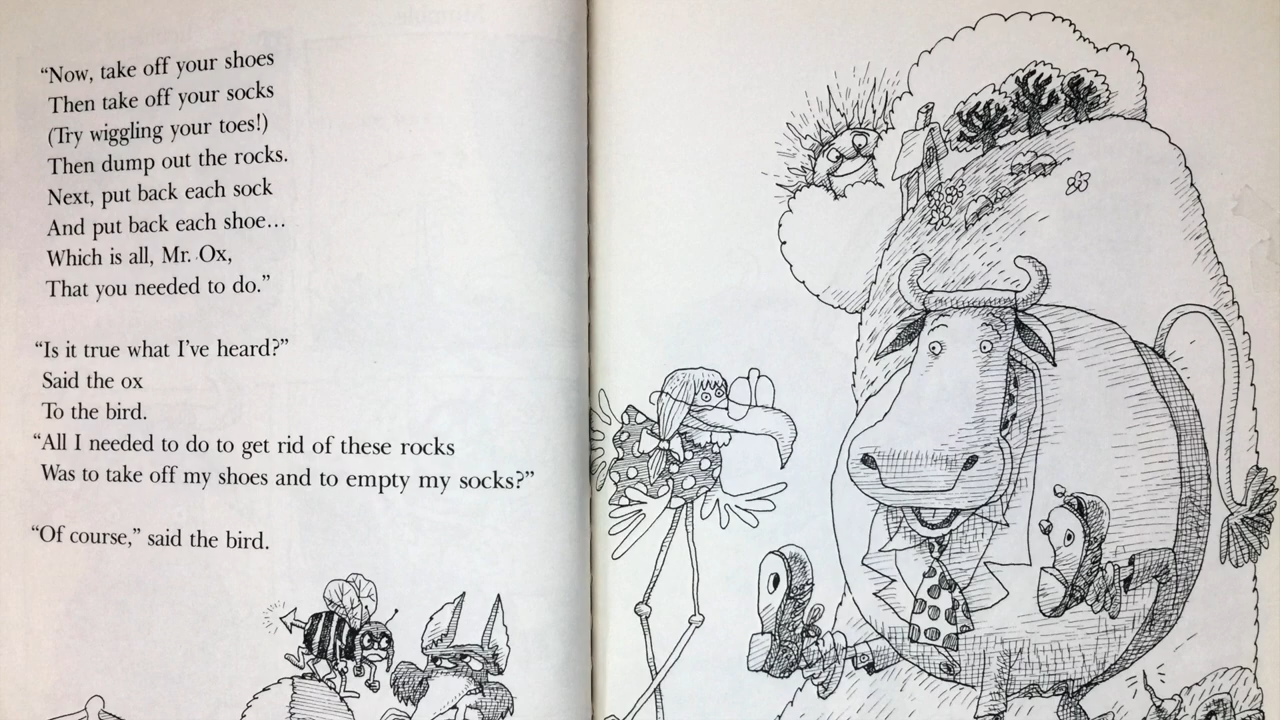 “Now, take off your shoes
Then take off your socks
(Try wiggling your toes!)
Then dump out the rocks.
Next, put back each sock
And put back each shoe...
Which is all, Mr. Ox,
That you needed to do.”
“Is it true what I’ve heard?”
Said the ox
To the bird.
“All I needed to do to get rid of these rocks
Was to take off my shoes and to empty my socks?”
“Of course,” said the bird.